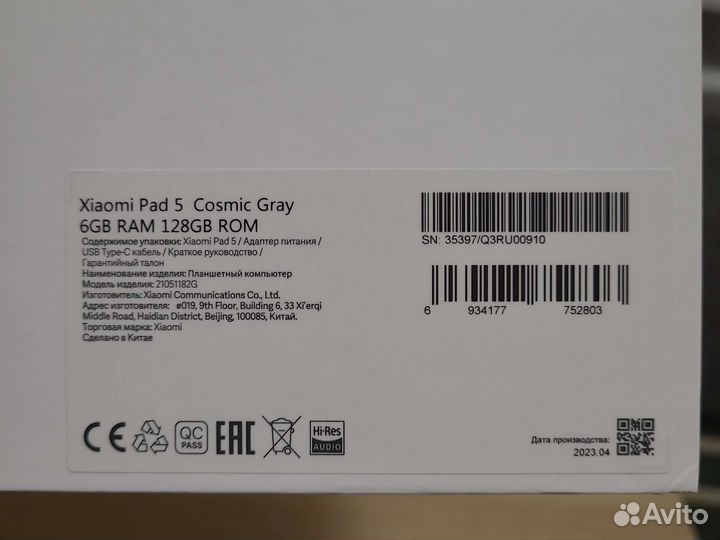 Xiaomi Pad 5 Cosmic Gray
6GB RAM 128GB ROM
Содержимое упаковки: Xiaomi Pad 5 / Адаптер питания /
USB Type-C кабель / Краткое руководство /
Гарантийный талон
Наименование изделия: Планшетный компьютер
Модель изделия: 21051182G
Изготовитель: Xiaomi Communications Co., Ltd.
Адрес изготовителя: #019, 9th Floor, Building 6, 33 Xi'erqi
Middle Road, Haidian District, Beijing, 100085, Китай.
Торговая марка: Xiaomi
Сделано в Китае
SN: 35397/Q3RU00910
6 934177 752803
CE
QC
PASS
EAC
Hi-Res
AUDIO
Дата производства:
2023.04
Avito